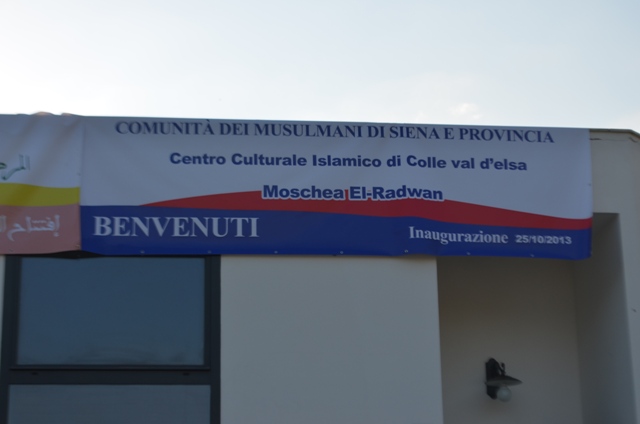 COMUNITÀ DEI MUSULMANI DI SIENA E PROVINCIA
Centro Culturale Islamico di Colle val d'elsa
Moschea El-Radwan
BENVENUTI
Inaugurazione 25/10/2013
إفتتاح